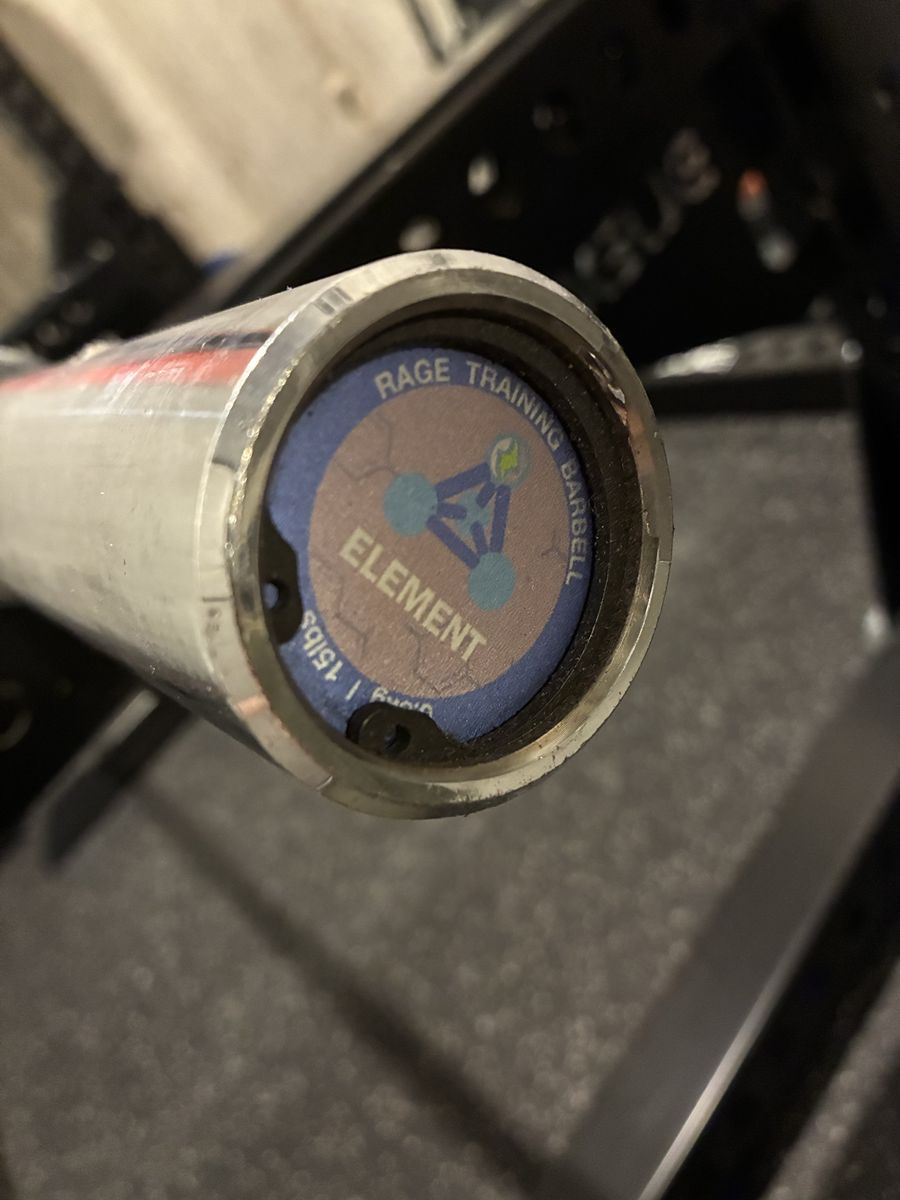 RAGE TRAINING BARBELL
ELEMENT
| 15lbs